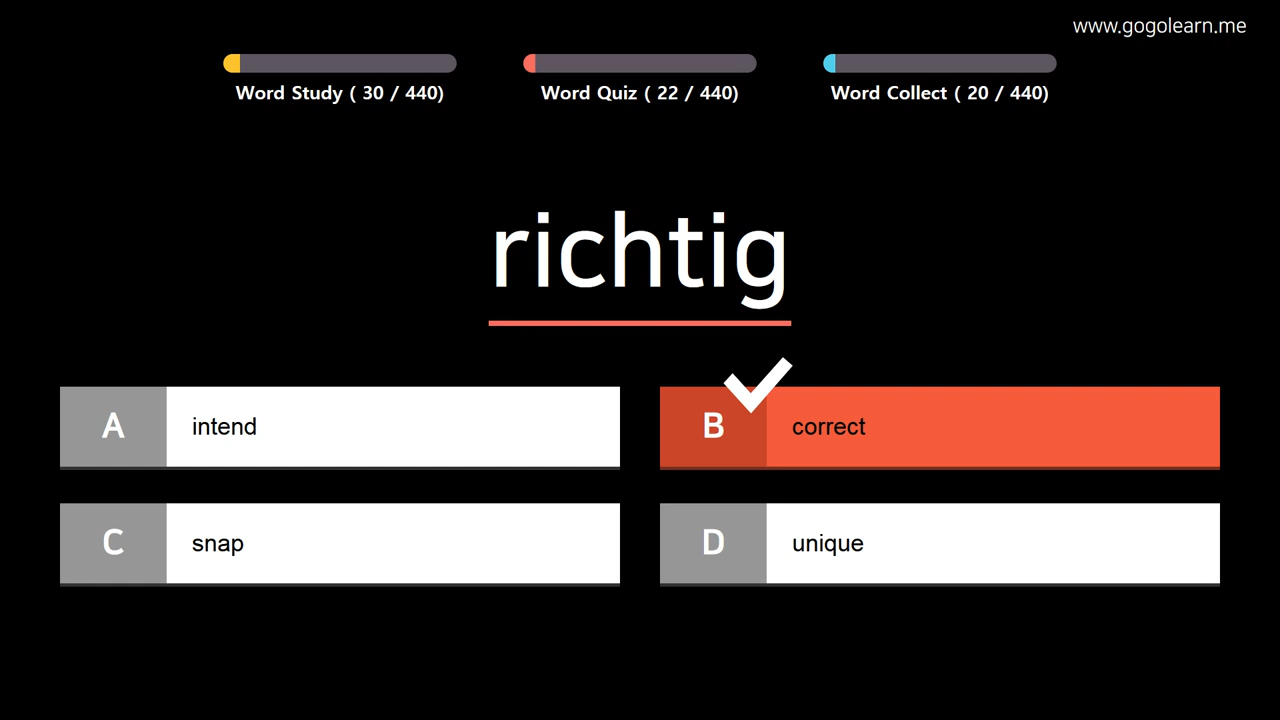 www.gogolearn.me
Word Study ( 30 / 440)
Word Quiz ( 22 / 440)
Word Collect ( 20 / 440)
richtig
A intend
B correct
C snap
D unique